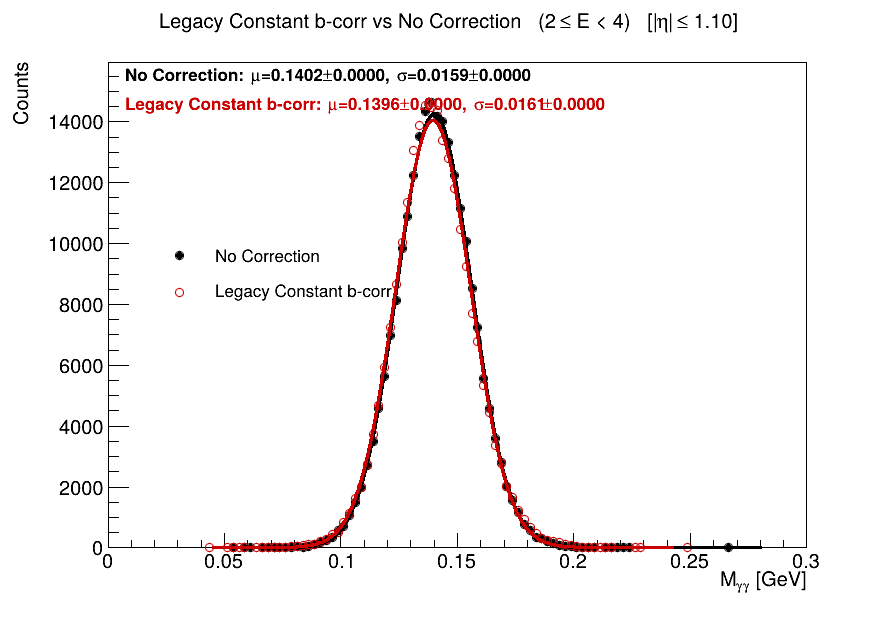 Legacy Constant b-corr vs No Correction (2 ≤ E < 4) [|η| ≤ 1.10]
Counts
No Correction: μ=0.1402±0.0000, σ=0.0159±0.0000
Legacy Constant b-corr: μ=0.1396±0.0000, σ=0.0161±0.0000
14000
12000
10000
8000
6000
4000
2000
0
No Correction
Legacy Constant b-corr
0 0.05 0.1 0.15 0.2 0.25 0.3
Mγγ [GeV]